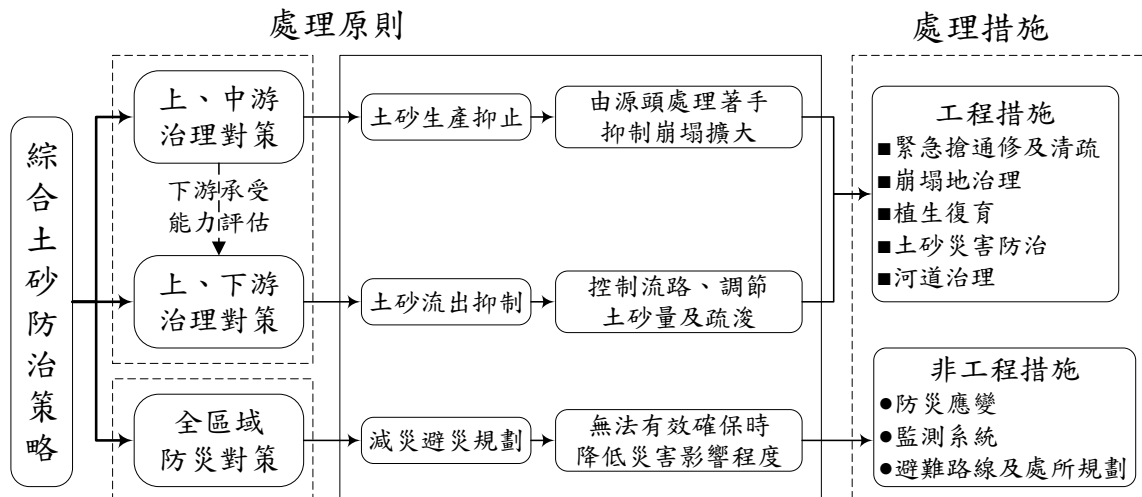 處理原則
處理措施
綜合土砂防治策略
上、中游
治理對策
下游承受
能力評估
上、下游
治理對策
全區域
防災對策
土砂生產抑止
由源頭處理著手
抑制崩塌擴大
土砂流出抑制
控制流路、調節
土砂量及疏浚
減災避災規劃
無法有效確保時
降低災害影響程度
工程措施
■緊急搶通修及清疏
■崩塌地治理
■植生復育
■土砂災害防治
■河道治理
非工程措施
●防災應變
●監測系統
●避難路線及處所規劃